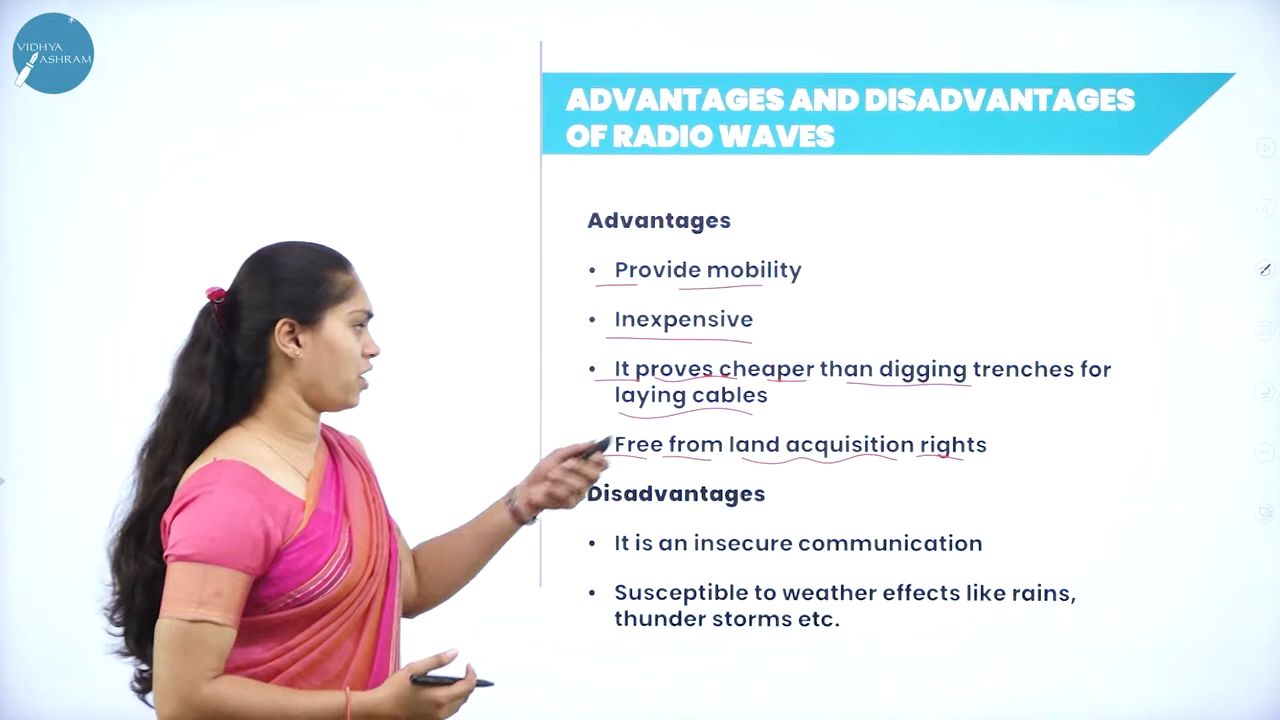 VIDHYA
ASHRAM
ADVANTAGES AND DISADVANTAGES
OF RADIO WAVES
Advantages
• Provide mobility
• Inexpensive
• It proves cheaper than digging trenches for
laying cables
Free from land acquisition rights
Disadvantages
• It is an insecure communication
• Susceptible to weather effects like rains,
thunder storms etc.